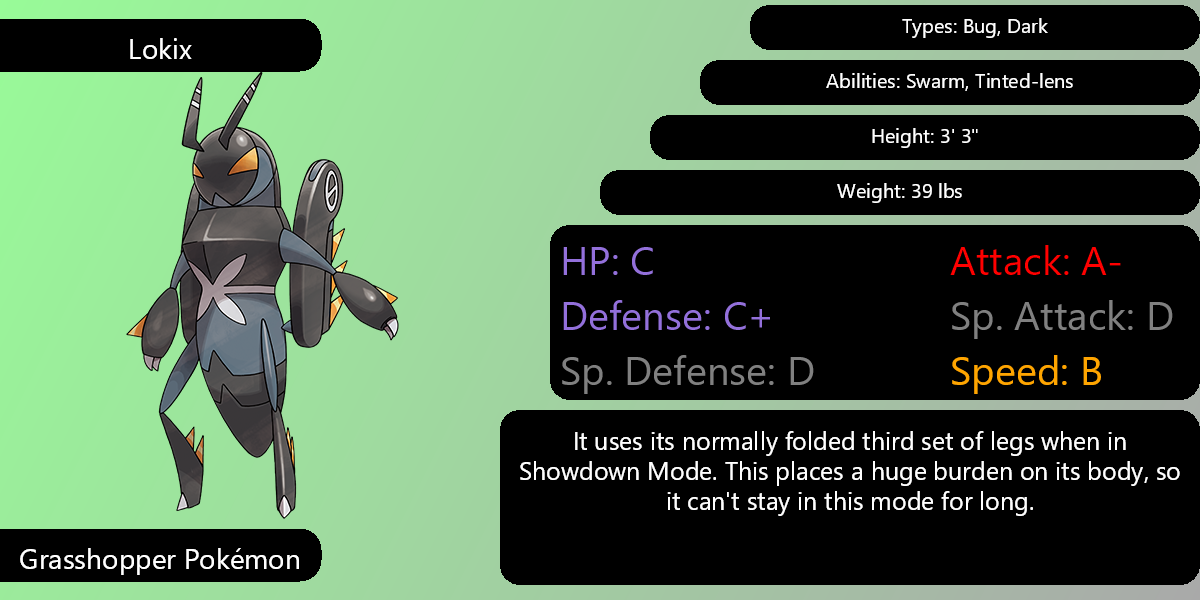 Lokix
Types: Bug, Dark
Abilities: Swarm, Tinted-lens
Height: 3' 3"
Weight: 39 lbs
HP: C
Attack: A-
Defense: C+
Sp. Attack: D
Sp. Defense: D
Speed: B
It uses its normally folded third set of legs when in
Showdown Mode. This places a huge burden on its body, so
it can't stay in this mode for long.
Grasshopper Pokémon